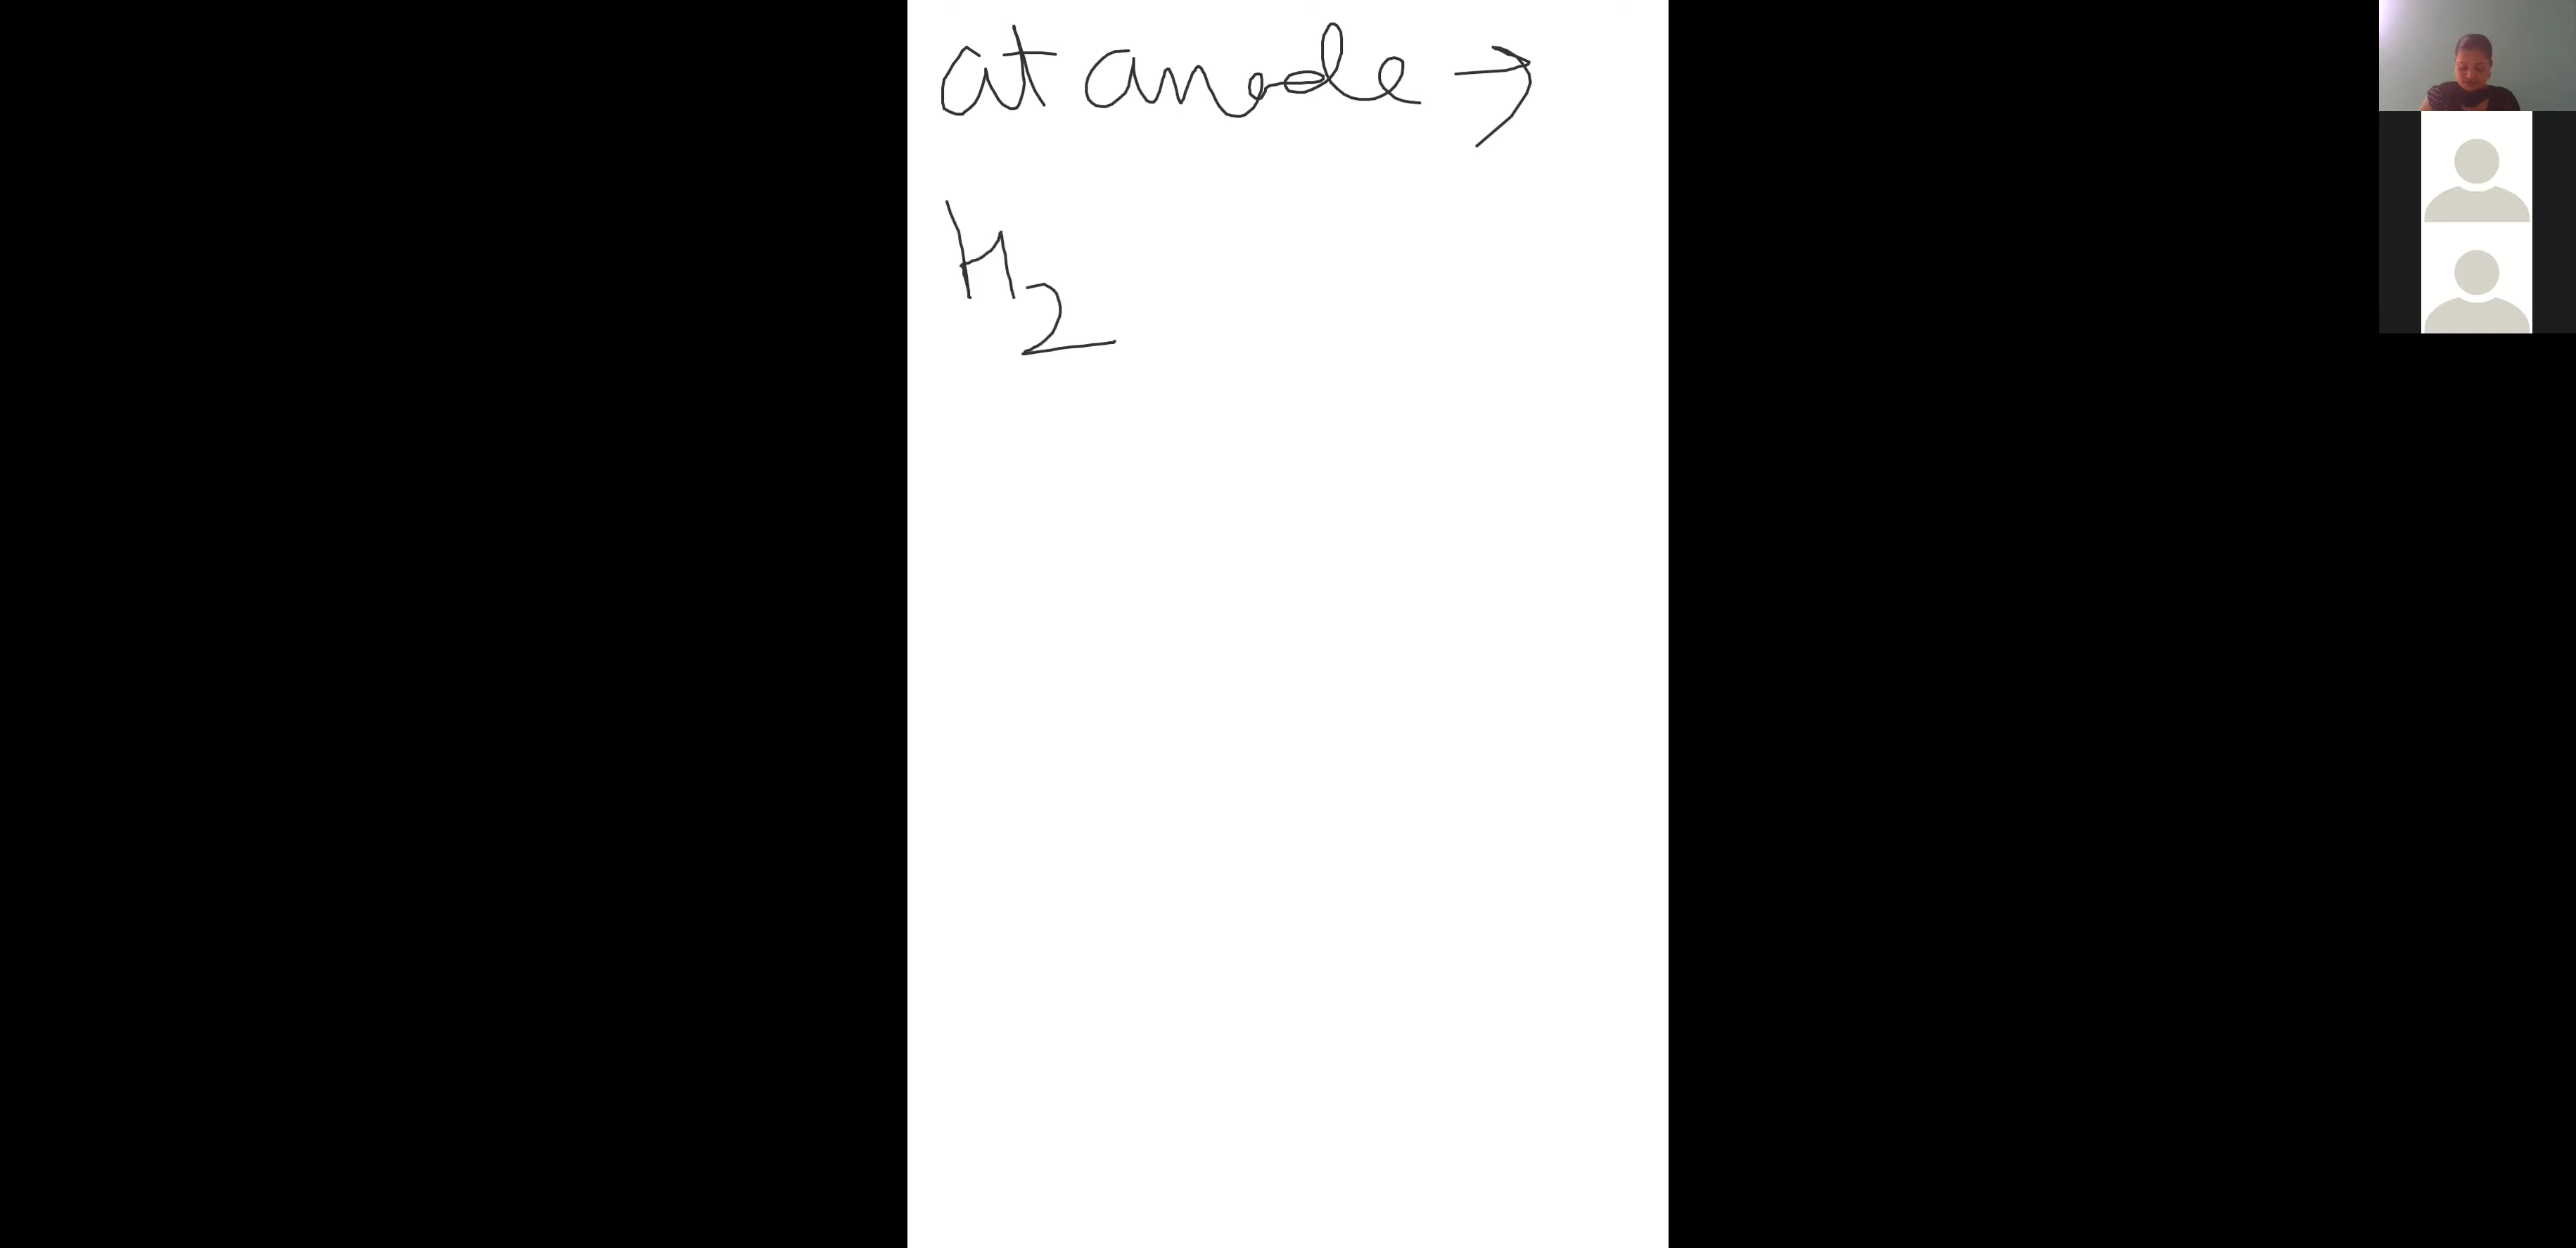 at anode →
H₂